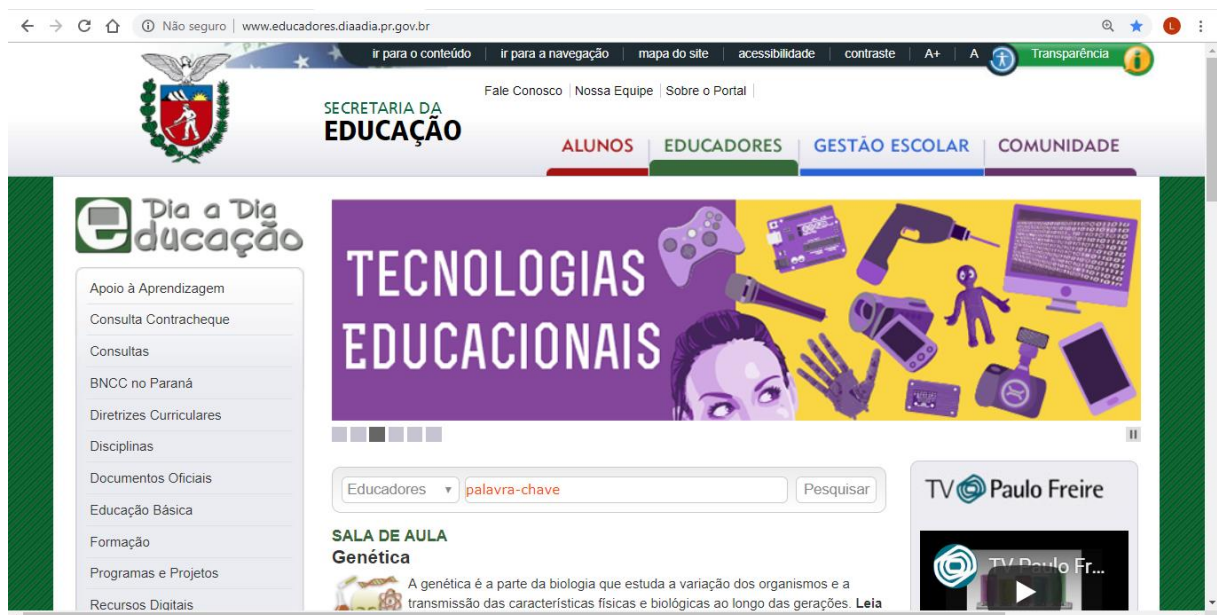 Não seguro | www.educadores.diaadia.pr.gov.br
L
ir para o conteúdo | ir para a navegação | mapa do site | acessibilidade | contraste | A+ | A
Transparência
Fale Conosco | Nossa Equipe | Sobre o Portal |
SECRETARIA DA
EDUCAÇÃO
ALUNOS
EDUCADORES
GESTÃO ESCOLAR
COMUNIDADE
Dia a Dia
educação
Apoio à Aprendizagem
Consulta Contracheque
Consultas
BNCC no Paraná
Diretrizes Curriculares
Disciplinas
Documentos Oficiais
Educação Básica
Formação
Programas e Projetos
Recursos Digitais
TECNOLOGIAS
EDUCACIONAIS
Educadores
palavra-chave
Pesquisar
SALA DE AULA
Genética
A genética é a parte da biologia que estuda a variação dos organismos e a
transmissão das características físicas e biológicas ao longo das gerações. Leia
TV Paulo Freire
TV Paulo Fr...